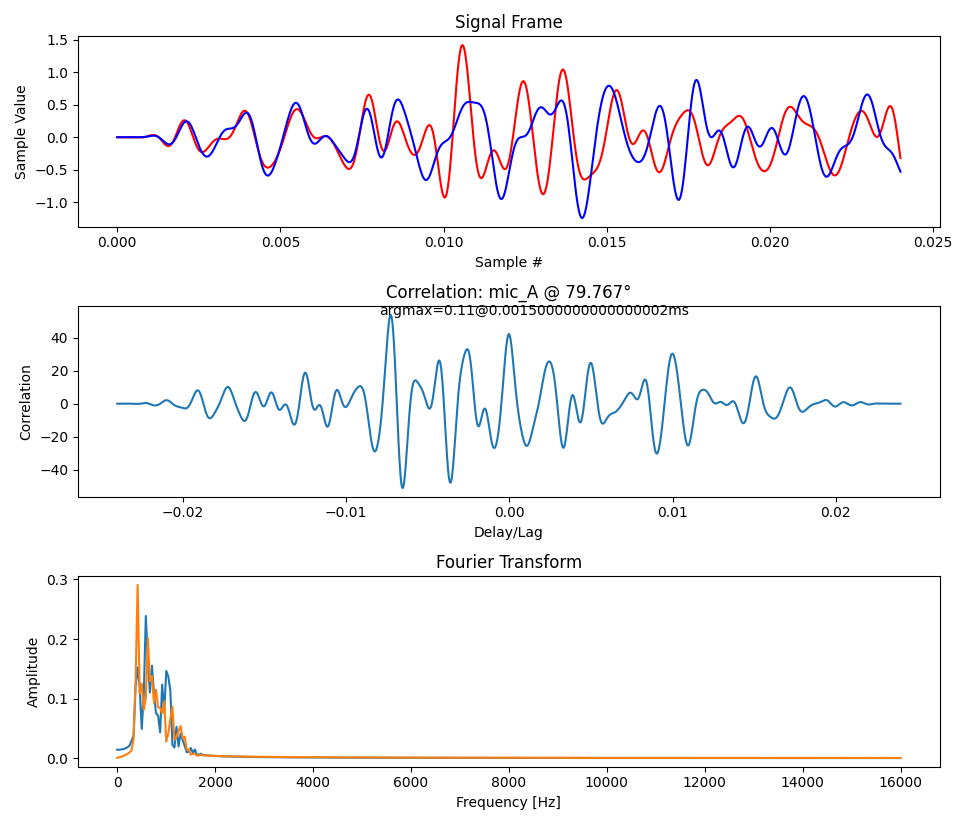 Signal Frame
Sample Value
1.5
1.0
0.5
0.0
−0.5
−1.0
0.000 0.005 0.010 0.015 0.020 0.025
Sample #
Correlation: mic_A @ 79.767°
argmax=0.11@0.0015000000000000002ms
Correlation
40
20
0
−20
−40
−0.02 −0.01 0.00 0.01 0.02
Delay/Lag
Fourier Transform
Amplitude
0.3
0.2
0.1
0.0
0 2000 4000 6000 8000 10000 12000 14000 16000
Frequency [Hz]